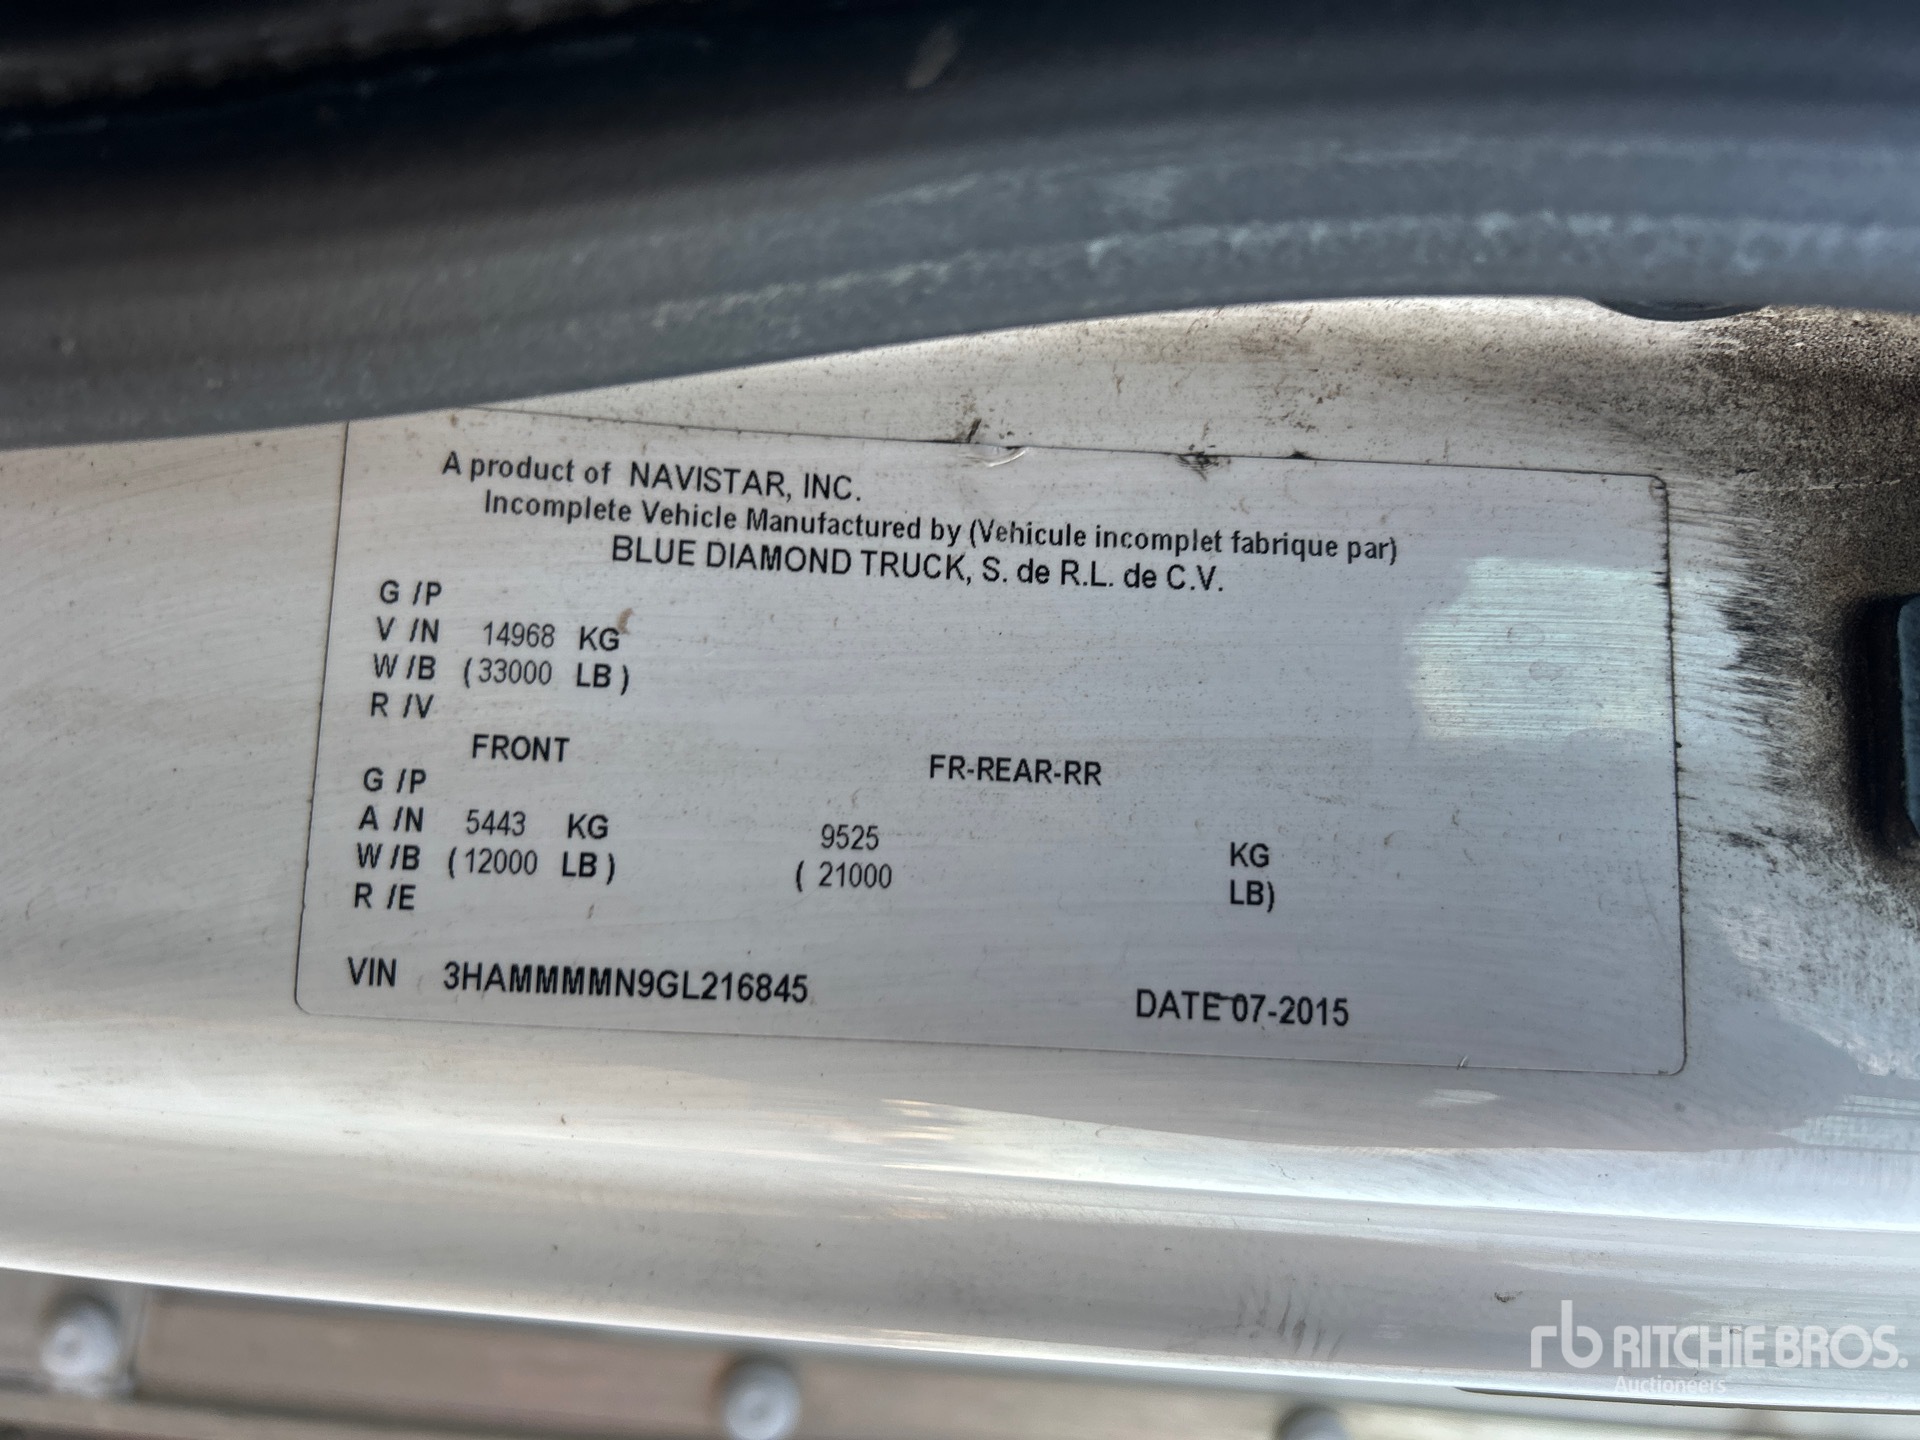 A product of NAVISTAR, INC.
Incomplete Vehicle Manufactured by (Vehicule incomplet fabrique par)
BLUE DIAMOND TRUCK, S. de R.L. de C.V.
G /P
V /N 14968 KG
W /B (33000 LB)
R /V
FRONT FR-REAR-RR
G /P
A /N 5443 KG 9525 KG
W /B (12000 LB) ( 21000 LB)
R /E
VIN 3HAMMMMN9GL216845 DATE 07-2015
rb RITCHIE BROS.
Auctioneers